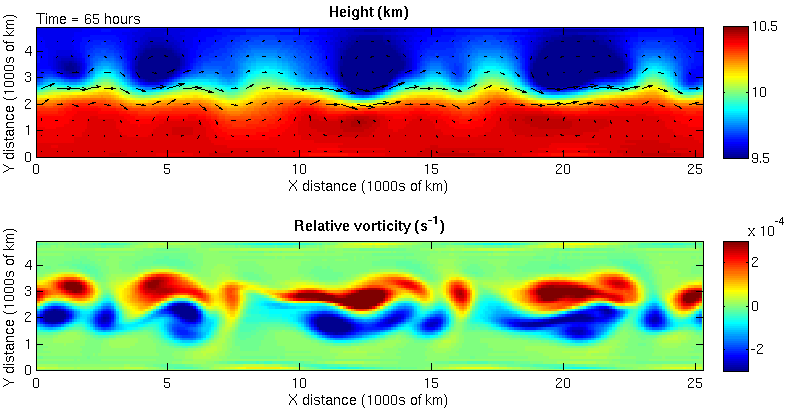 Height (km)
Time = 65 hours
Y distance (1000s of km)
4
3
2
1
0
0 5 10 15 20 25
X distance (1000s of km)
10.5
10
9.5
Relative vorticity (s⁻¹)
x 10⁻⁴
Y distance (1000s of km)
4
3
2
1
0
0 5 10 15 20 25
X distance (1000s of km)
2
0
-2